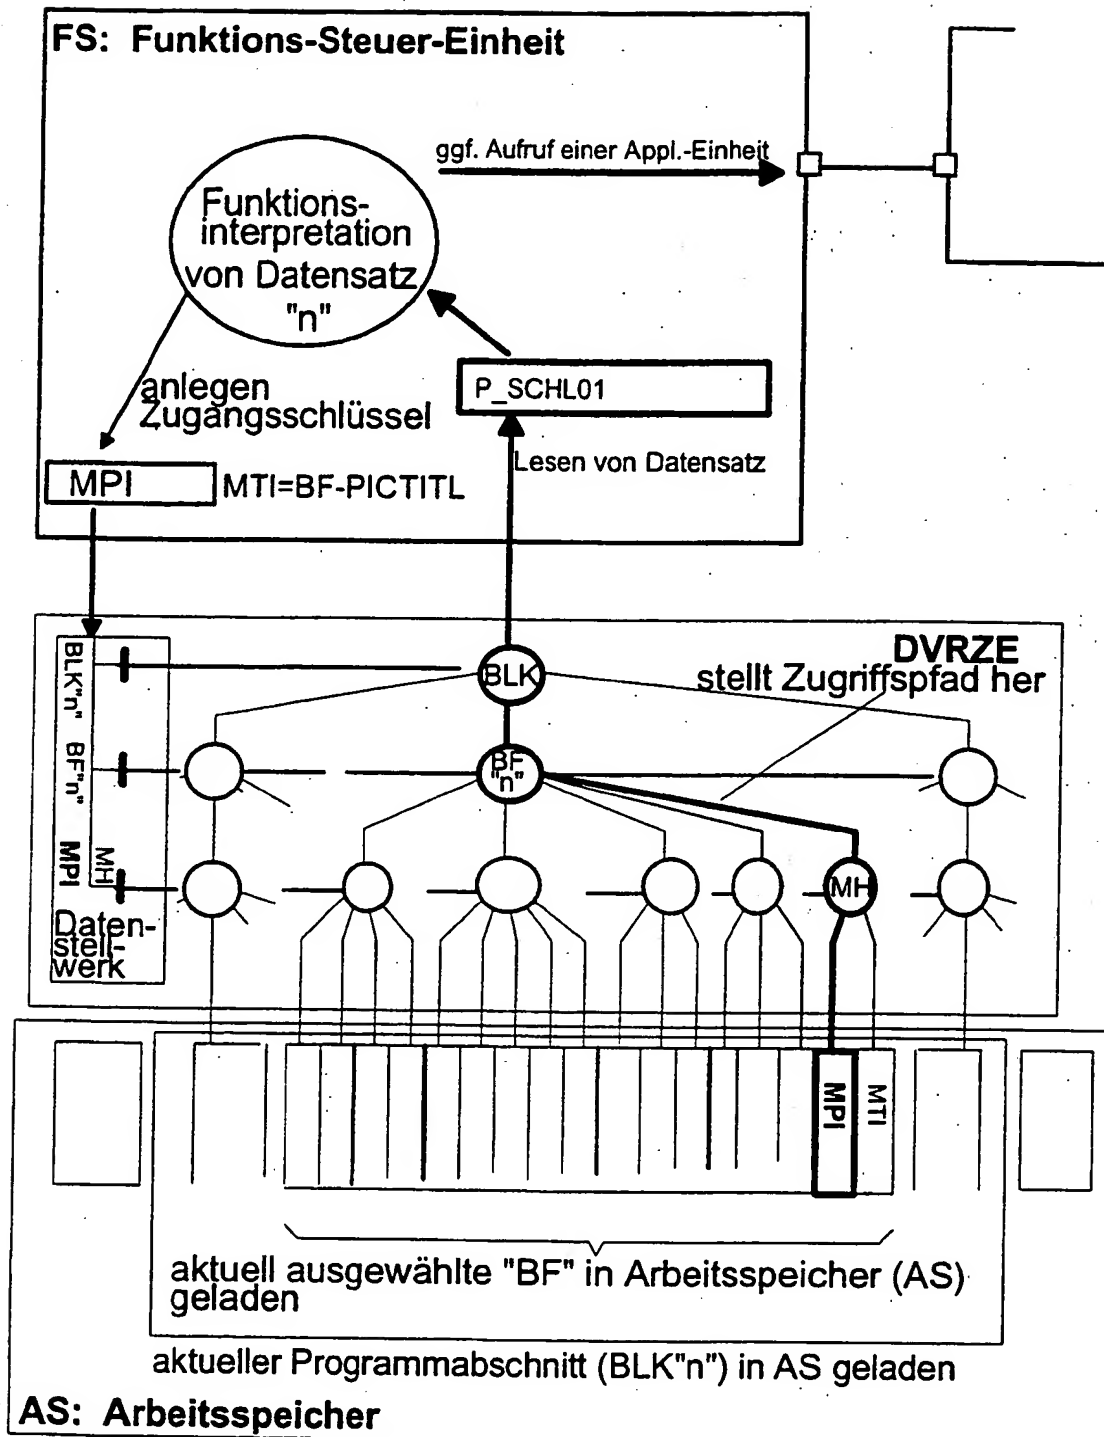 FS: Funktions-Steuer-Einheit
ggf. Aufruf einer Appl.-Einheit
Funktions-
interpretation
von Datensatz
"n"
anlegen
Zugangsschlüssel
P_SCHL01
Lesen von Datensatz
MPI
MTI=BF-PICTITL
DVRZE
stellt Zugriffspfad her
BLK"n"
BF"n"
MH
MPI
Daten-
stell-
werk
BLK
BF
"n"
MH
MPI
MTI
aktuell ausgewählte "BF" in Arbeitsspeicher (AS)
geladen
aktueller Programmabschnitt (BLK"n") in AS geladen
AS: Arbeitsspeicher